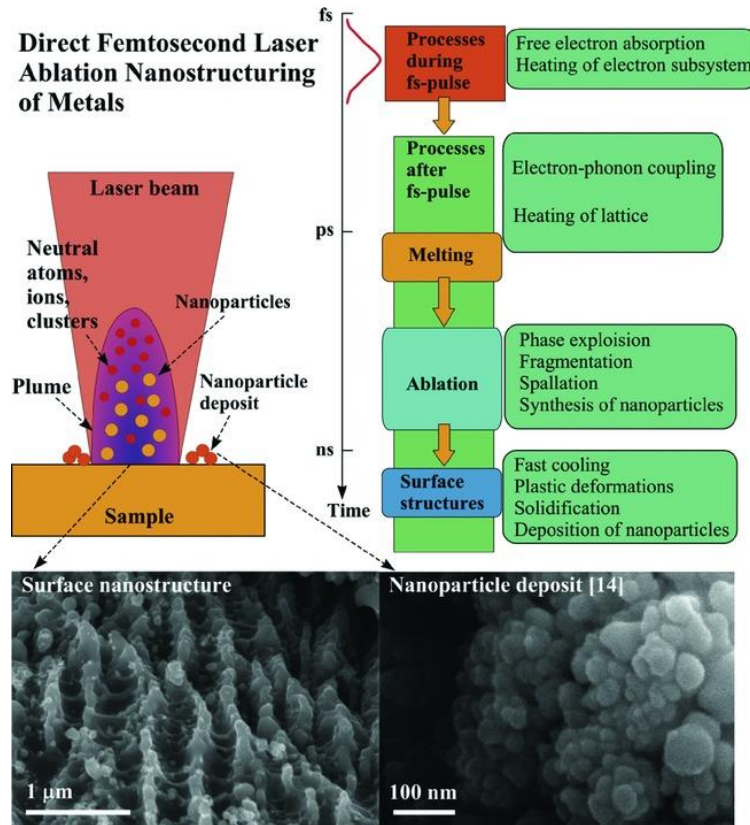 Direct Femtosecond Laser
Ablation Nanostructuring
of Metals
fs
Processes
during
fs-pulse
Free electron absorption
Heating of electron subsystem
Processes
after
fs-pulse
Electron-phonon coupling
Heating of lattice
ps
Melting
Ablation
Phase exploision
Fragmentation
Spallation
Synthesis of nanoparticles
ns
Time
Surface
structures
Fast cooling
Plastic deformations
Solidification
Deposition of nanoparticles
Laser beam
Neutral
atoms,
ions,
clusters
Nanoparticles
Plume
Nanoparticle
deposit
Sample
Surface nanostructure
1 μm
Nanoparticle deposit [14]
100 nm